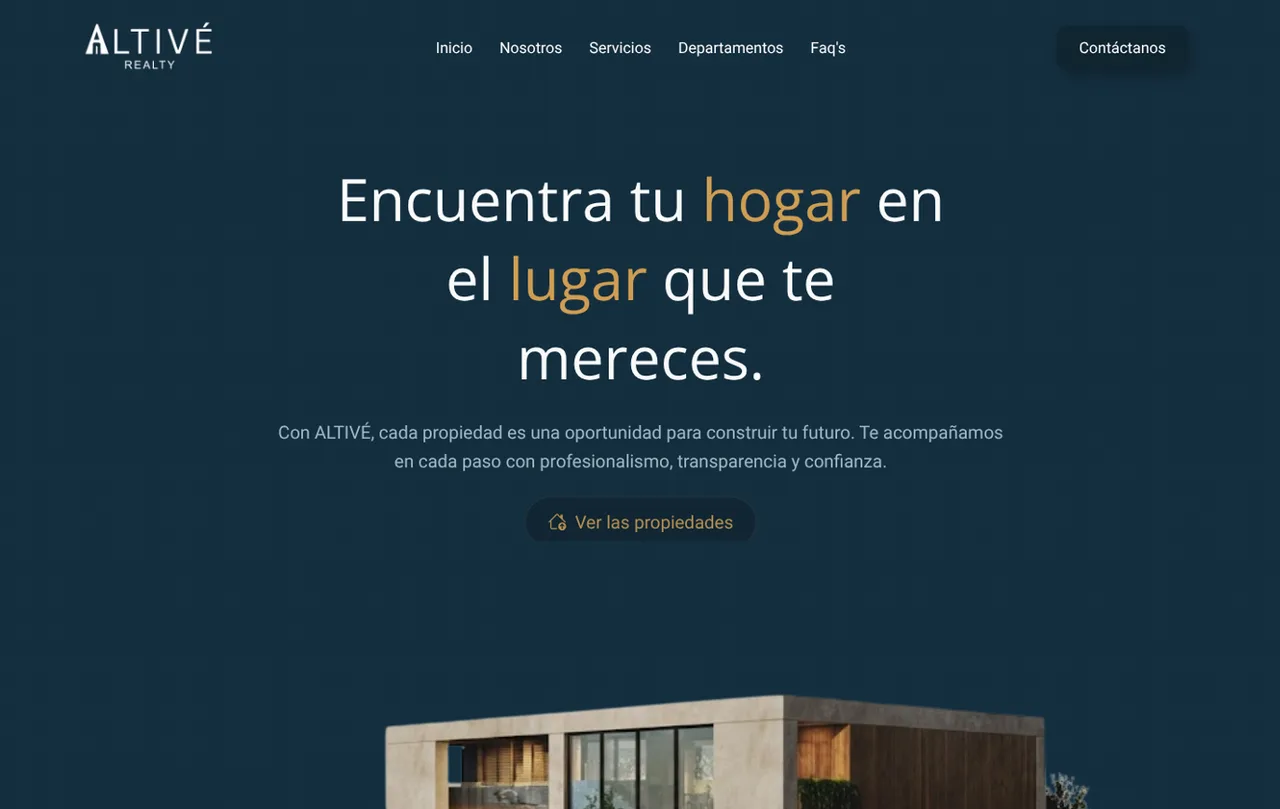 ALTIVÉ
REALTY
Inicio
Nosotros
Servicios
Departamentos
Faq's
Contáctanos
Encuentra tu hogar en
el lugar que te
mereces.
Con ALTIVÉ, cada propiedad es una oportunidad para construir tu futuro. Te acompañamos
en cada paso con profesionalismo, transparencia y confianza.
Ver las propiedades